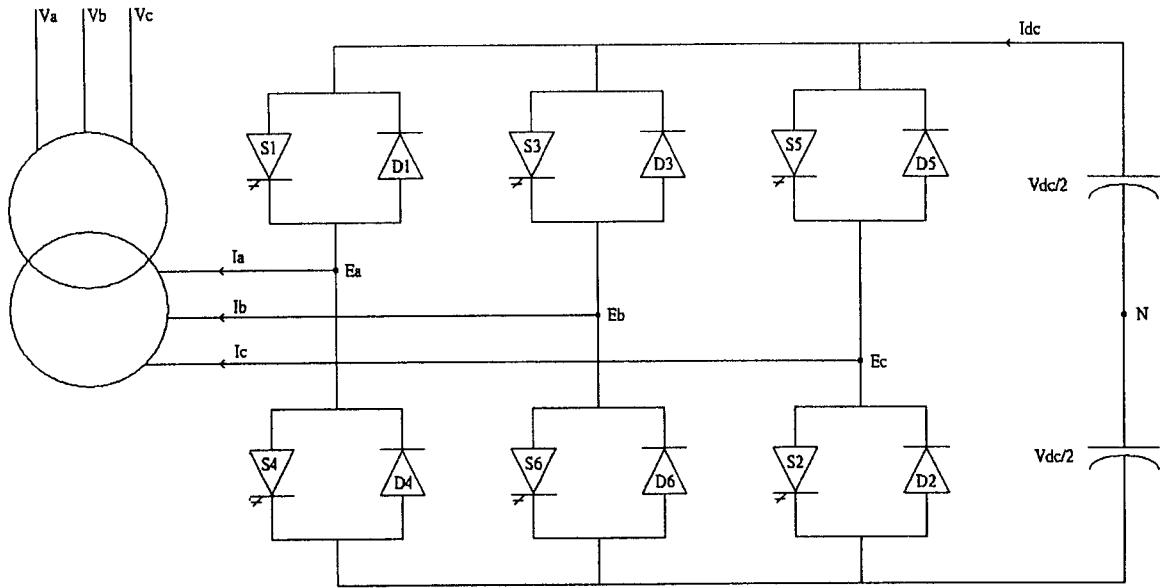 Va Vb Vc
Idc
S1 D1 S3 D3 S5 D5
Vdc/2
Ia Ea
Ib Eb N
Ic Ec
S4 D4 S6 D6 S2 D2
Vdc/2